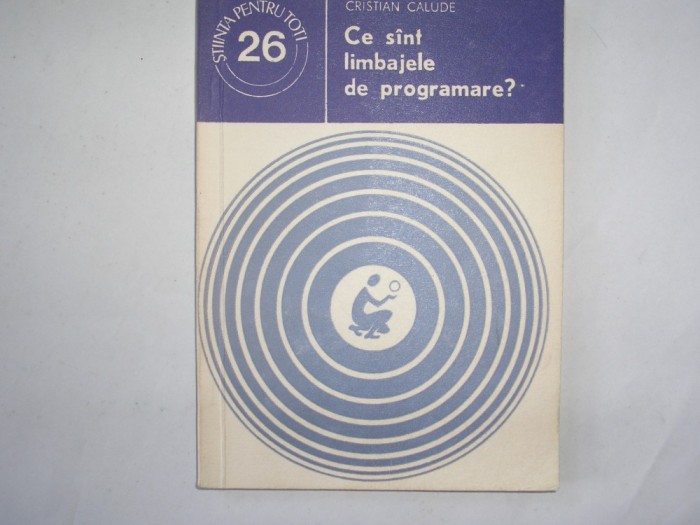 ȘTIINȚA PENTRU TOȚI
26
CRISTIAN CALUDE
Ce sînt
limbajele
de programare?